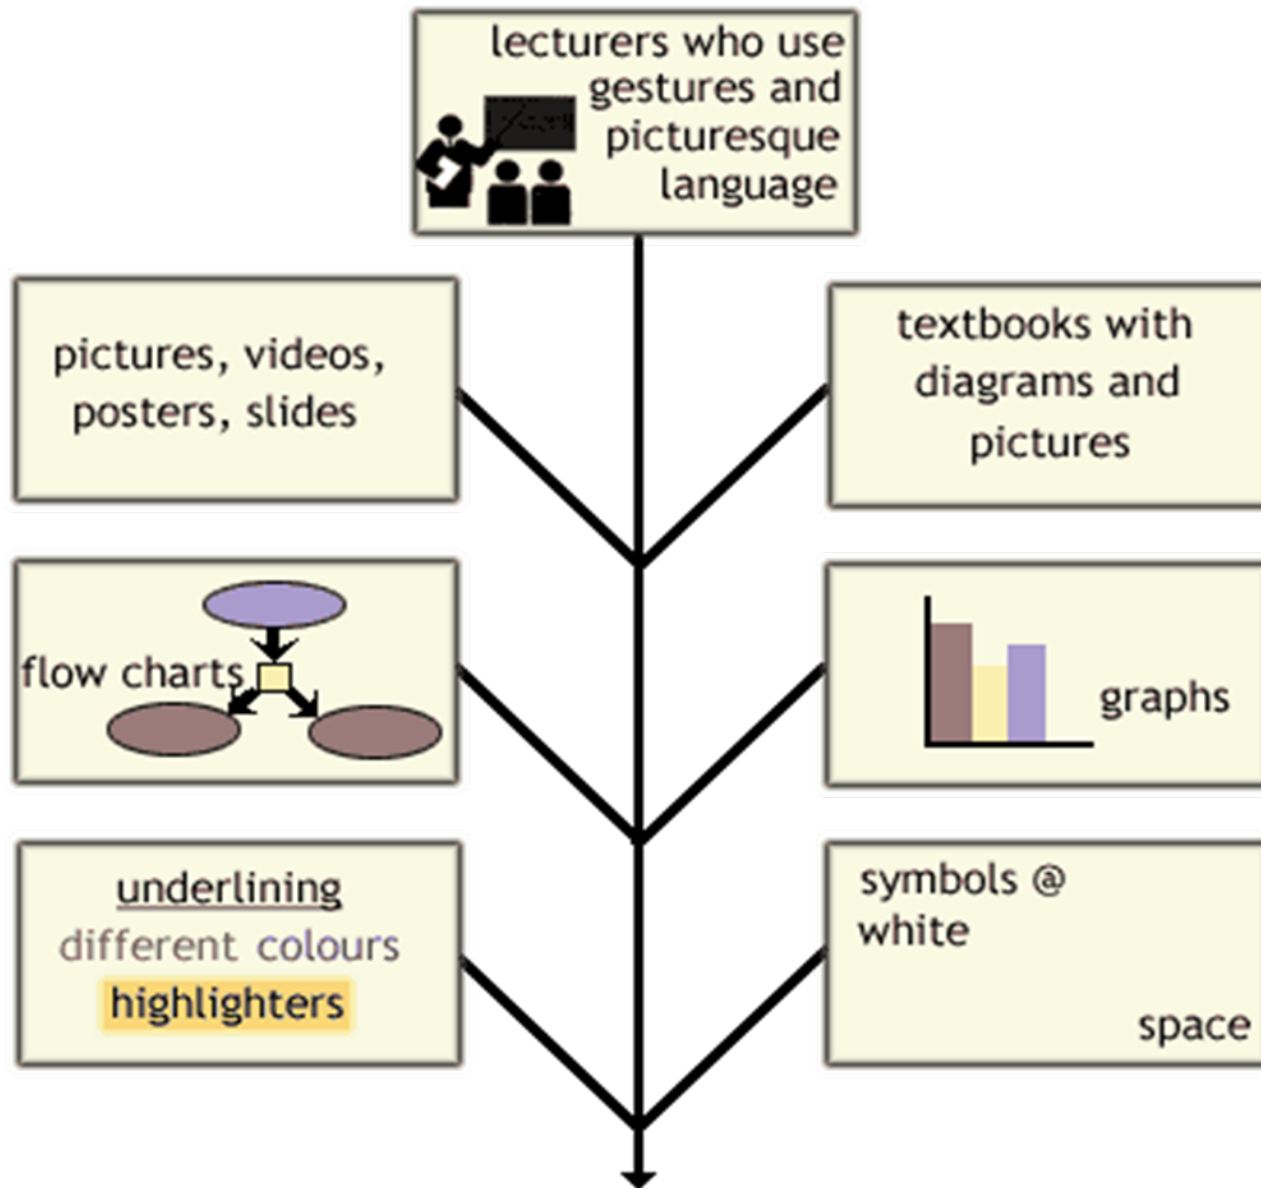 lecturers who use
gestures and
picturesque
language
pictures, videos,
posters, slides
textbooks with
diagrams and
pictures
flow charts
graphs
underlining
different colours
highlighters
symbols @
white
space